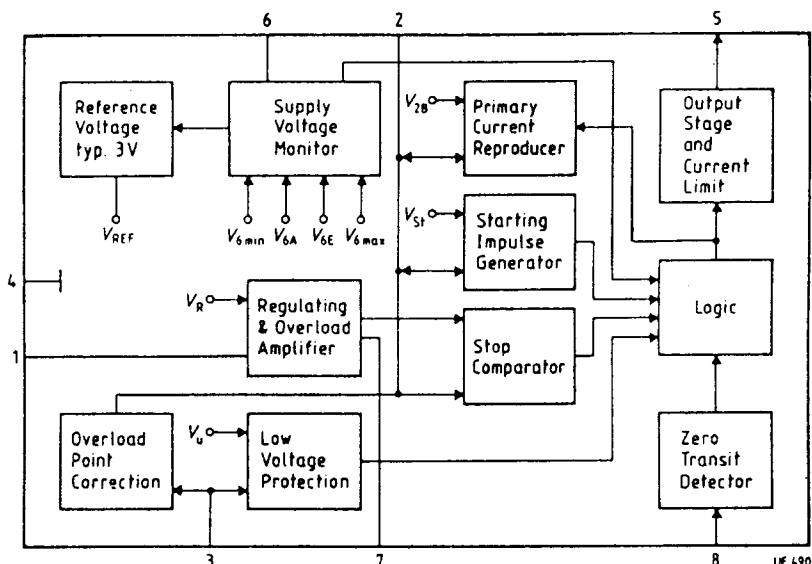 6
2
5
Reference
Voltage
typ. 3V
Supply
Voltage
Monitor
V2B
Primary
Current
Reproducer
Output
Stage
and
Current
Limit
VREF
V6min
V6A
V6E
V6max
VSt
Starting
Impulse
Generator
4
VR
Regulating
& Overload
Amplifier
Logic
1
Stop
Comparator
Overload
Point
Correction
Vu
Low
Voltage
Protection
Zero
Transit
Detector
3
7
8